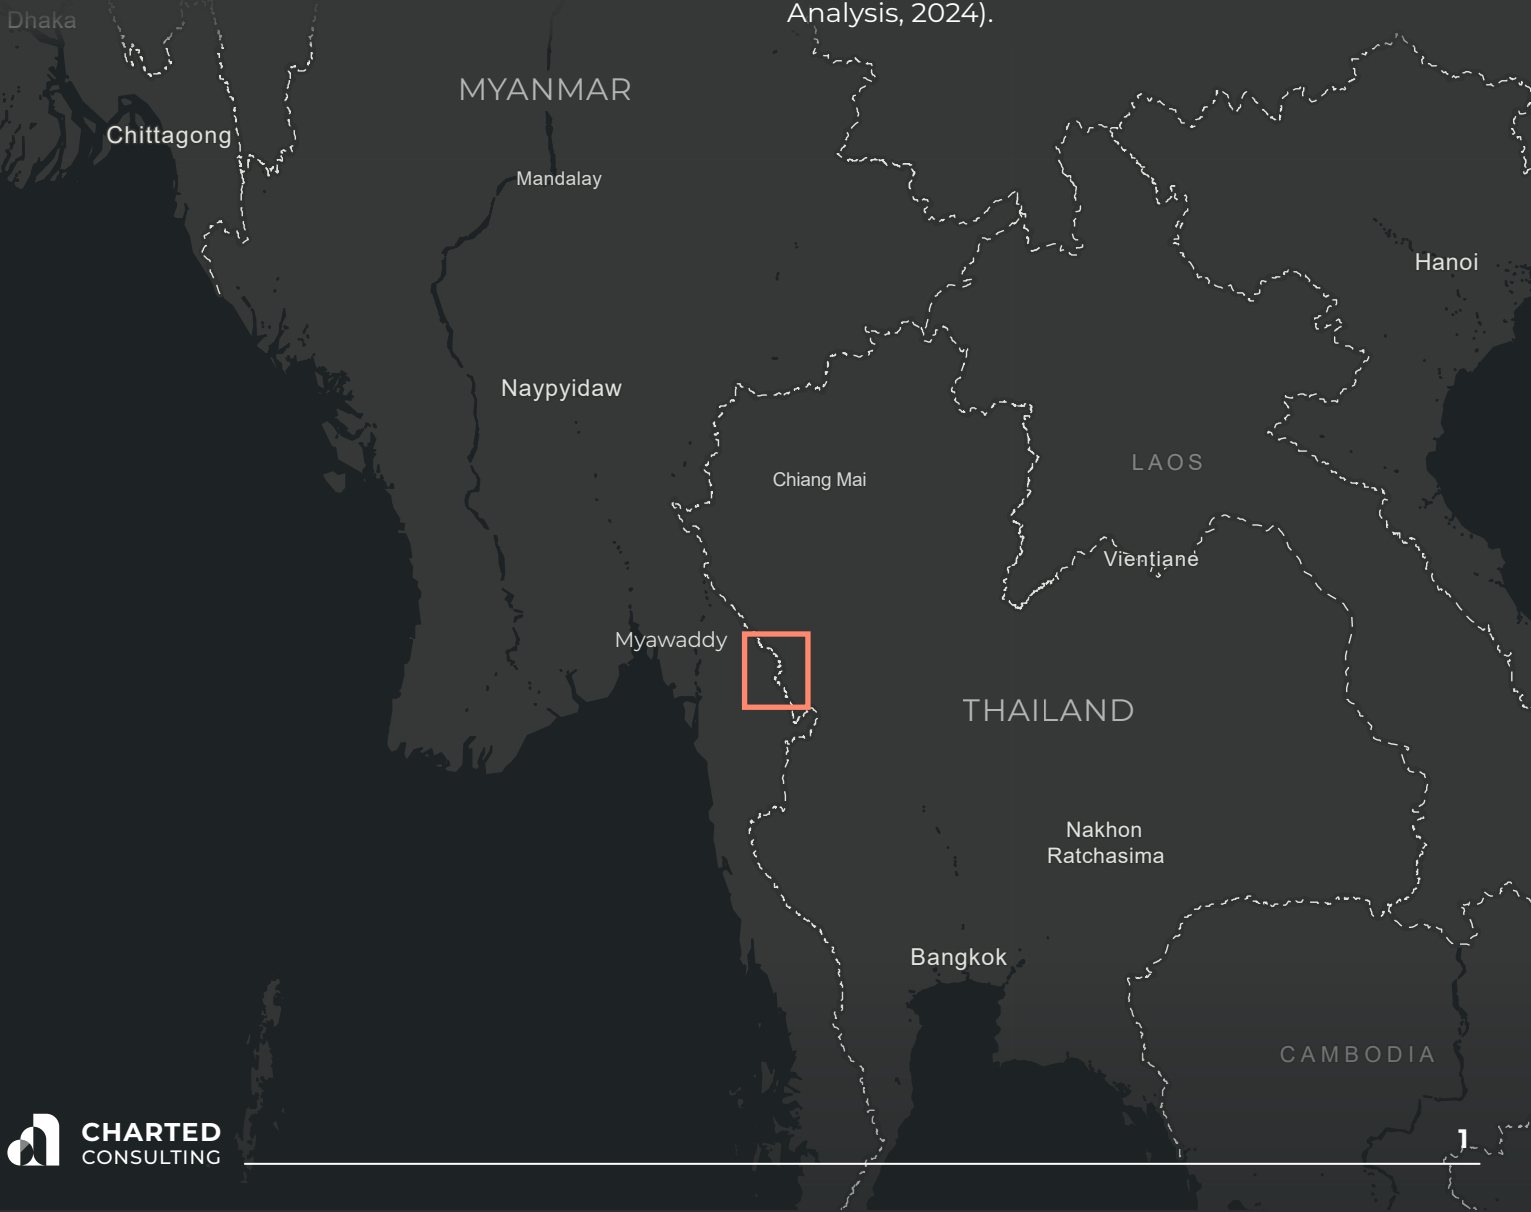 Analysis, 2024).
Dhaka
MYANMAR
Chittagong
Mandalay
Hanoi
Naypyidaw
Chiang Mai
LAOS
Vientiane
Myawaddy
THAILAND
Nakhon
Ratchasima
Bangkok
CAMBODIA
CHARTED
CONSULTING
1